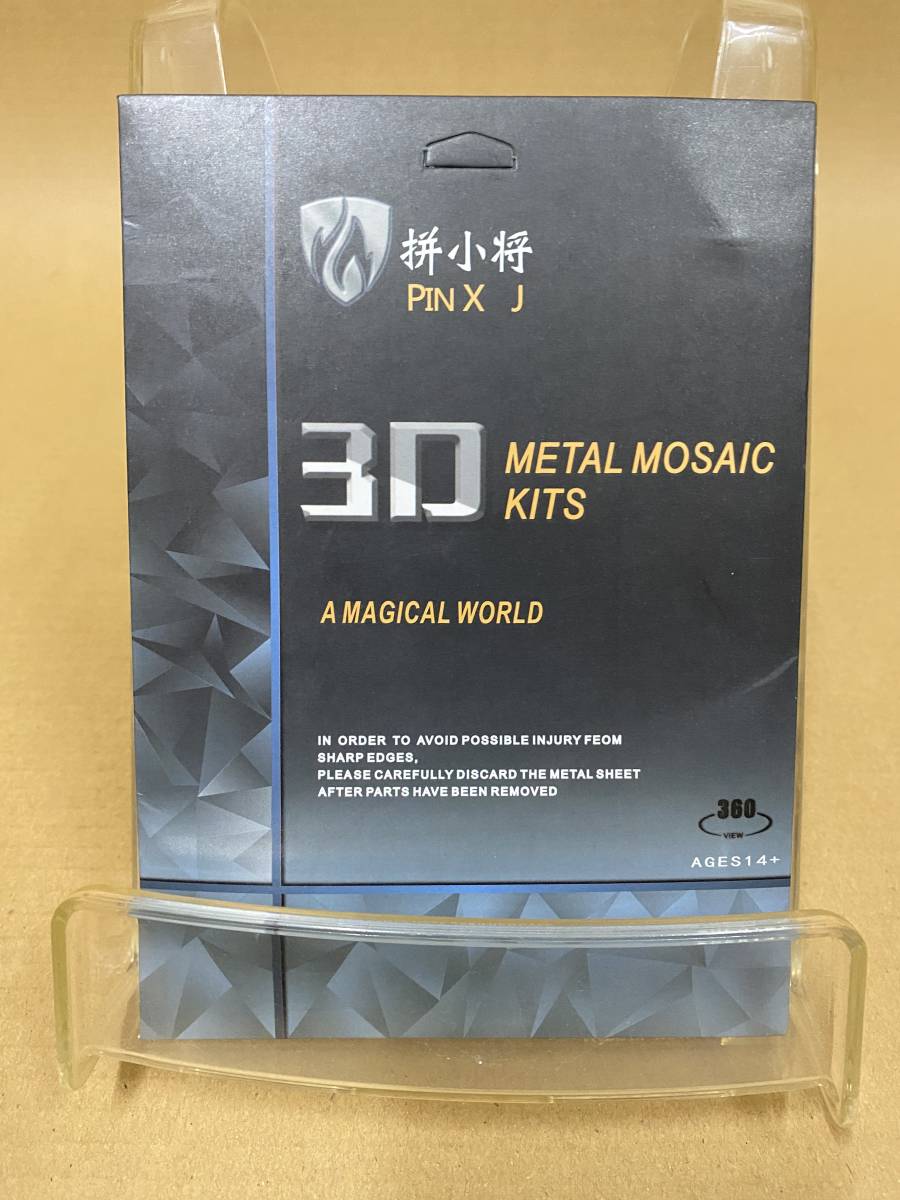 拼小将
PIN X J
3D
METAL MOSAIC
KITS
A MAGICAL WORLD
IN ORDER TO AVOID POSSIBLE INJURY FEOM
SHARP EDGES,
PLEASE CAREFULLY DISCARD THE METAL SHEET
AFTER PARTS HAVE BEEN REMOVED
360
VIEW
AGES14+